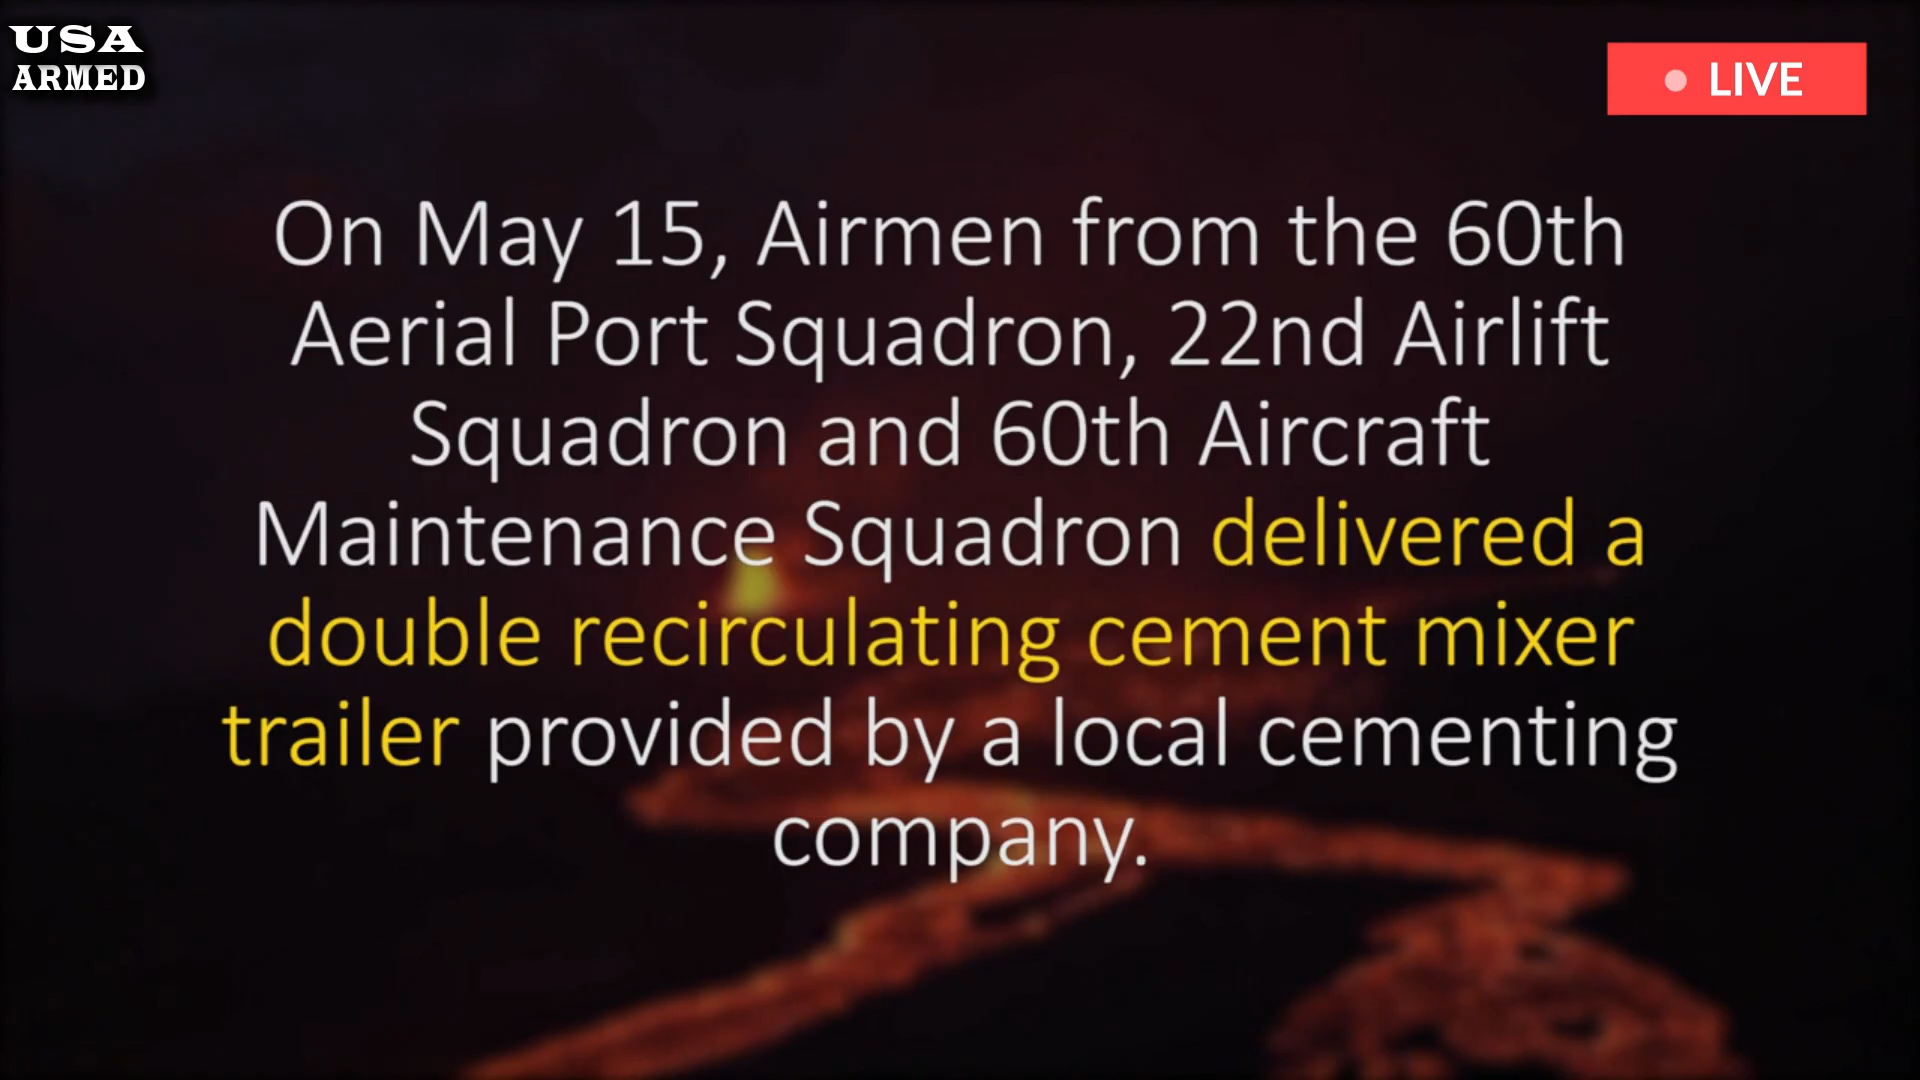 USA
ARMED
LIVE
On May 15, Airmen from the 60th
Aerial Port Squadron, 22nd Airlift
Squadron and 60th Aircraft
Maintenance Squadron delivered a
double recirculating cement mixer
trailer provided by a local cementing
company.